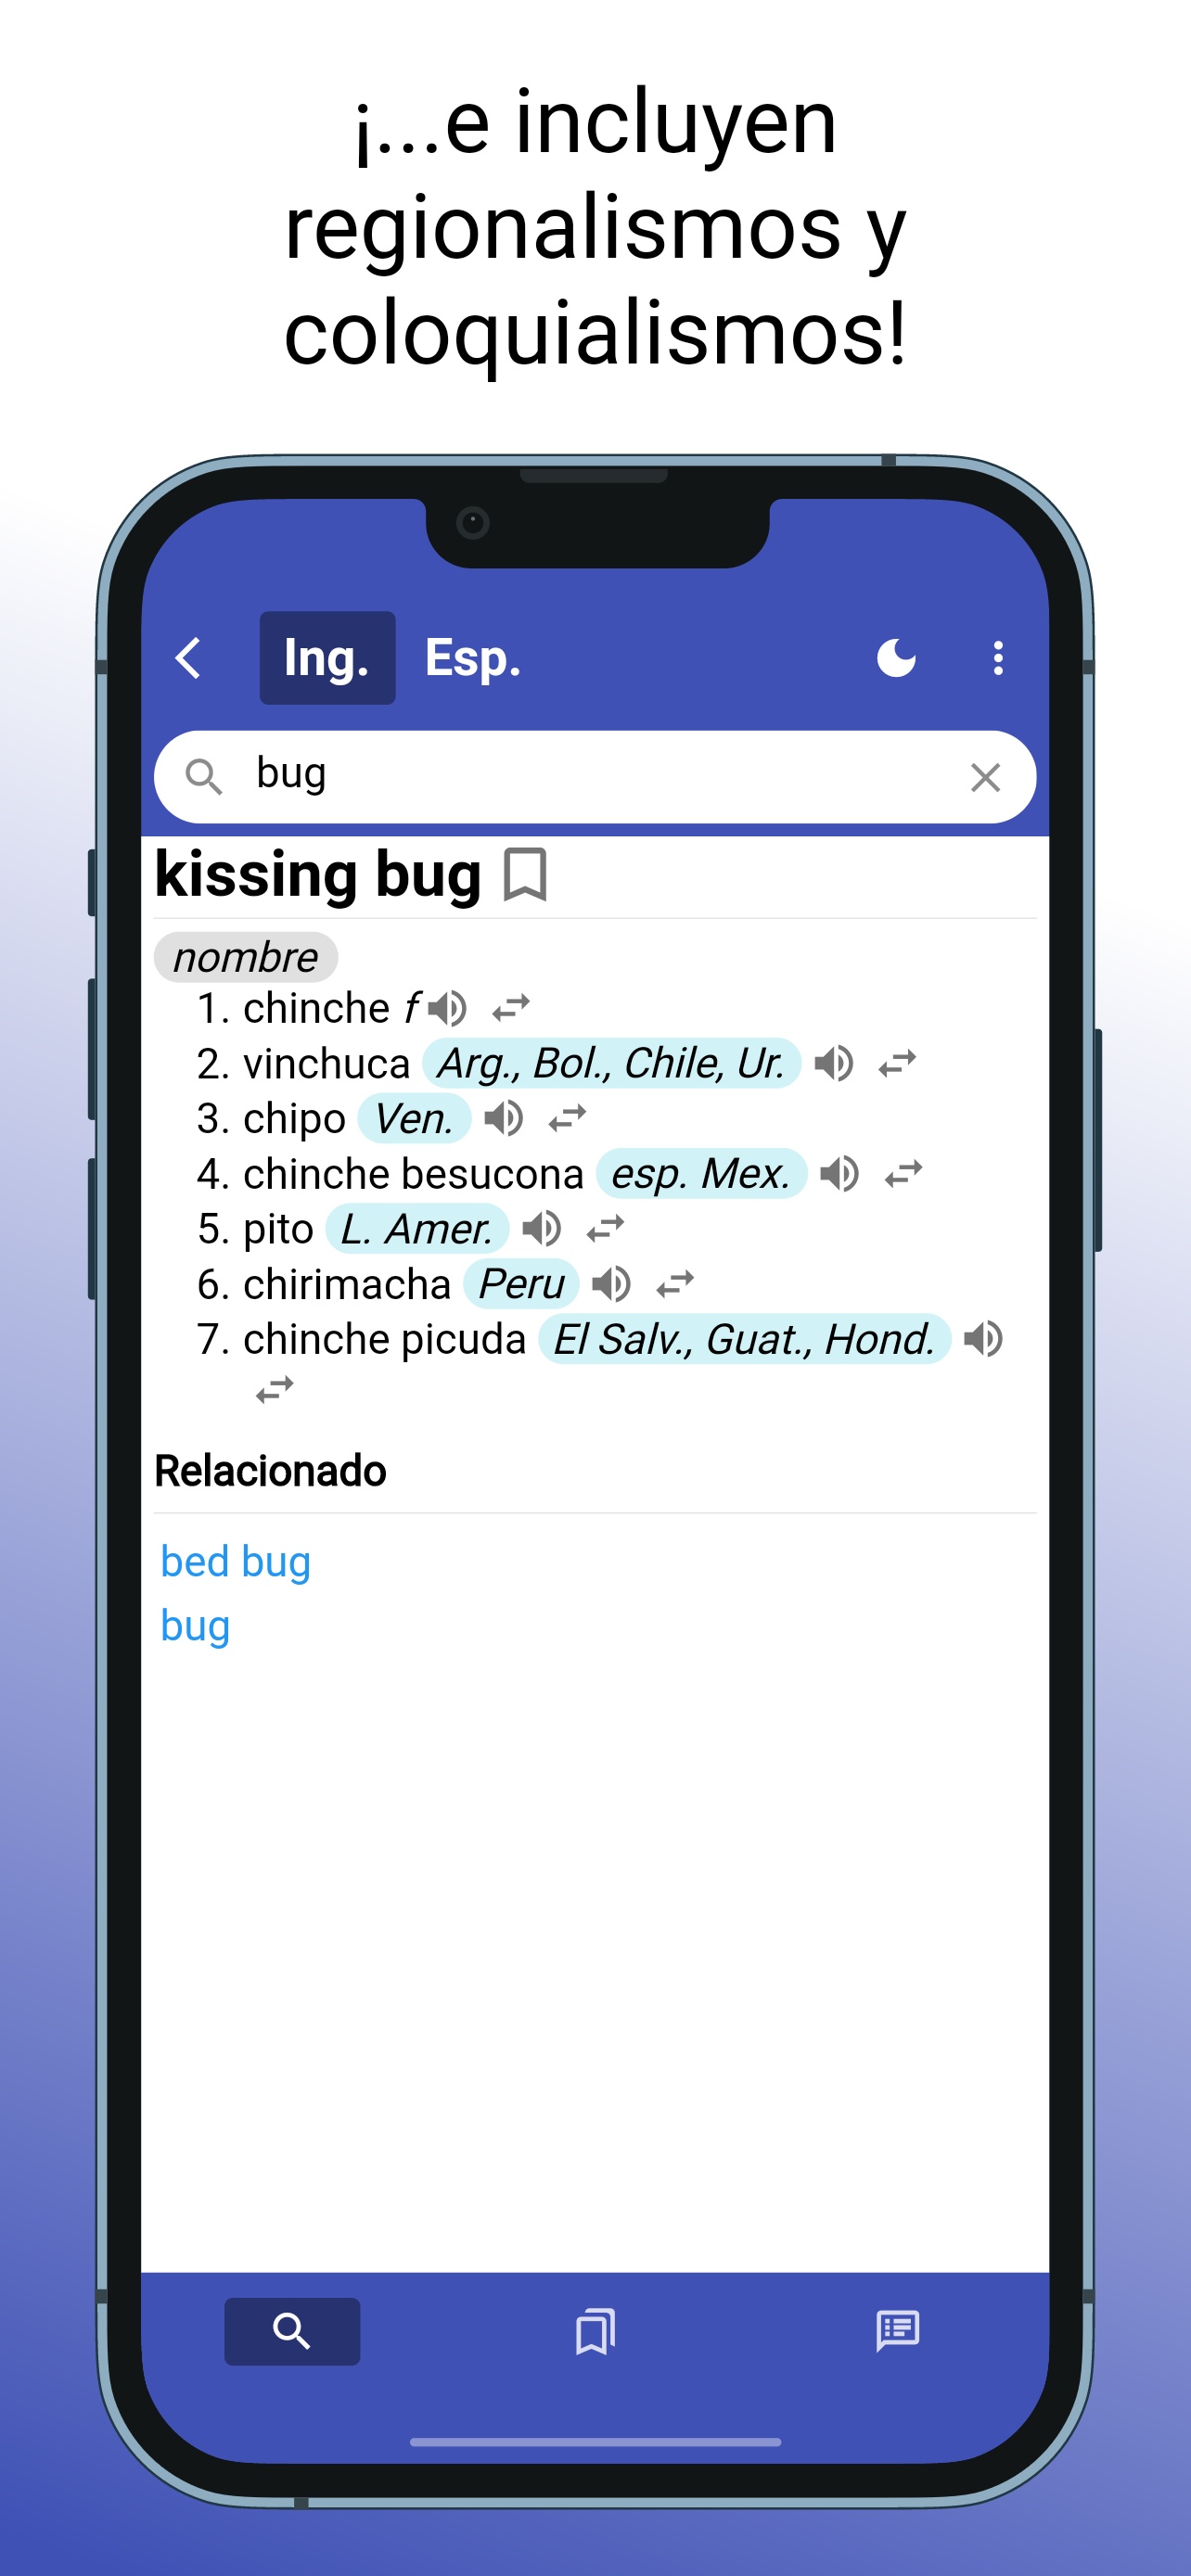 ¡...e incluyen
regionalismos y
coloquialismos!
Ing. Esp.
bug
kissing bug
nombre
1. chinche f
2. vinchuca Arg., Bol., Chile, Ur.
3. chipo Ven.
4. chinche besucona esp. Mex.
5. pito L. Amer.
6. chirimacha Peru
7. chinche picuda El Salv., Guat., Hond.
Relacionado
bed bug
bug